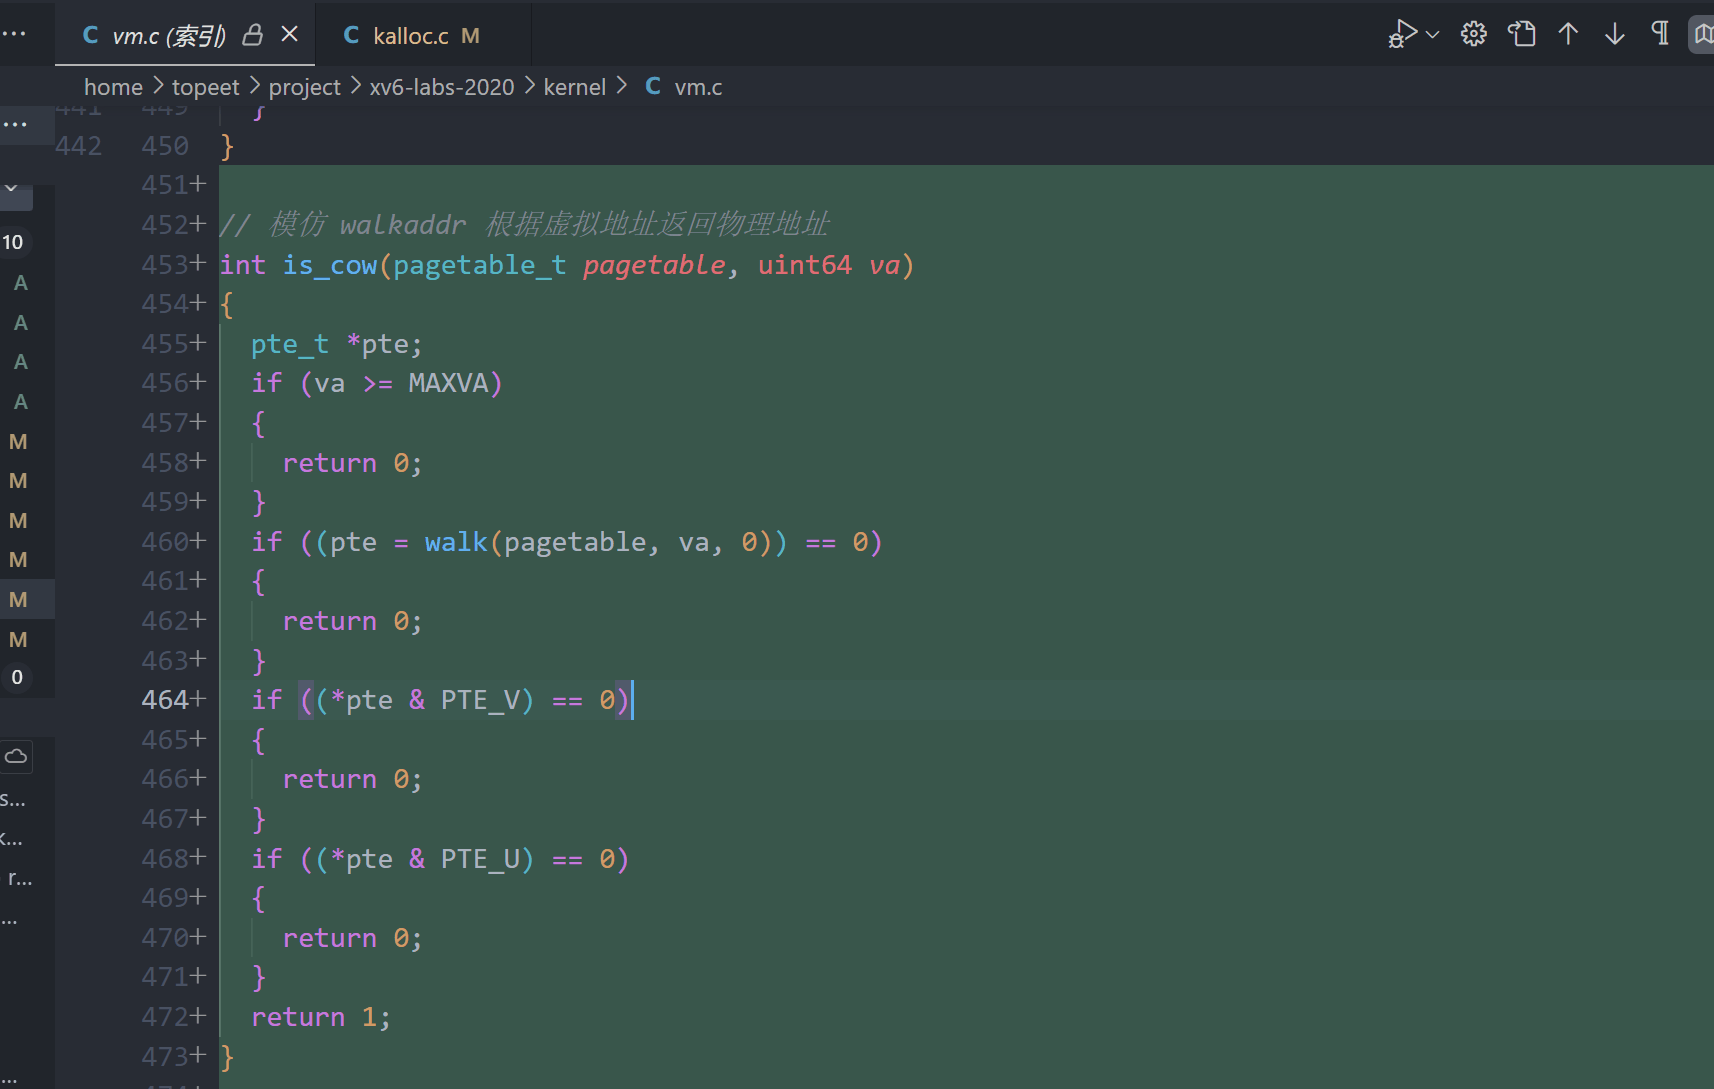 vm.c (索引)
kalloc.c M
home > topeet > project > xv6-labs-2020 > kernel > C vm.c
441 449 }
442 450 }
451+
452+ // 模仿 walkaddr 根据虚拟地址返回物理地址
453+ int is_cow(pagetable_t pagetable, uint64 va)
454+ {
455+ pte_t *pte;
456+ if (va >= MAXVA)
457+ {
458+ return 0;
459+ }
460+ if ((pte = walk(pagetable, va, 0)) == 0)
461+ {
462+ return 0;
463+ }
464+ if ((*pte & PTE_V) == 0)
465+ {
466+ return 0;
467+ }
468+ if ((*pte & PTE_U) == 0)
469+ {
470+ return 0;
471+ }
472+ return 1;
473+ }
10
A
A
A
A
M
M
M
M
M
M
0
s...
k...
r...